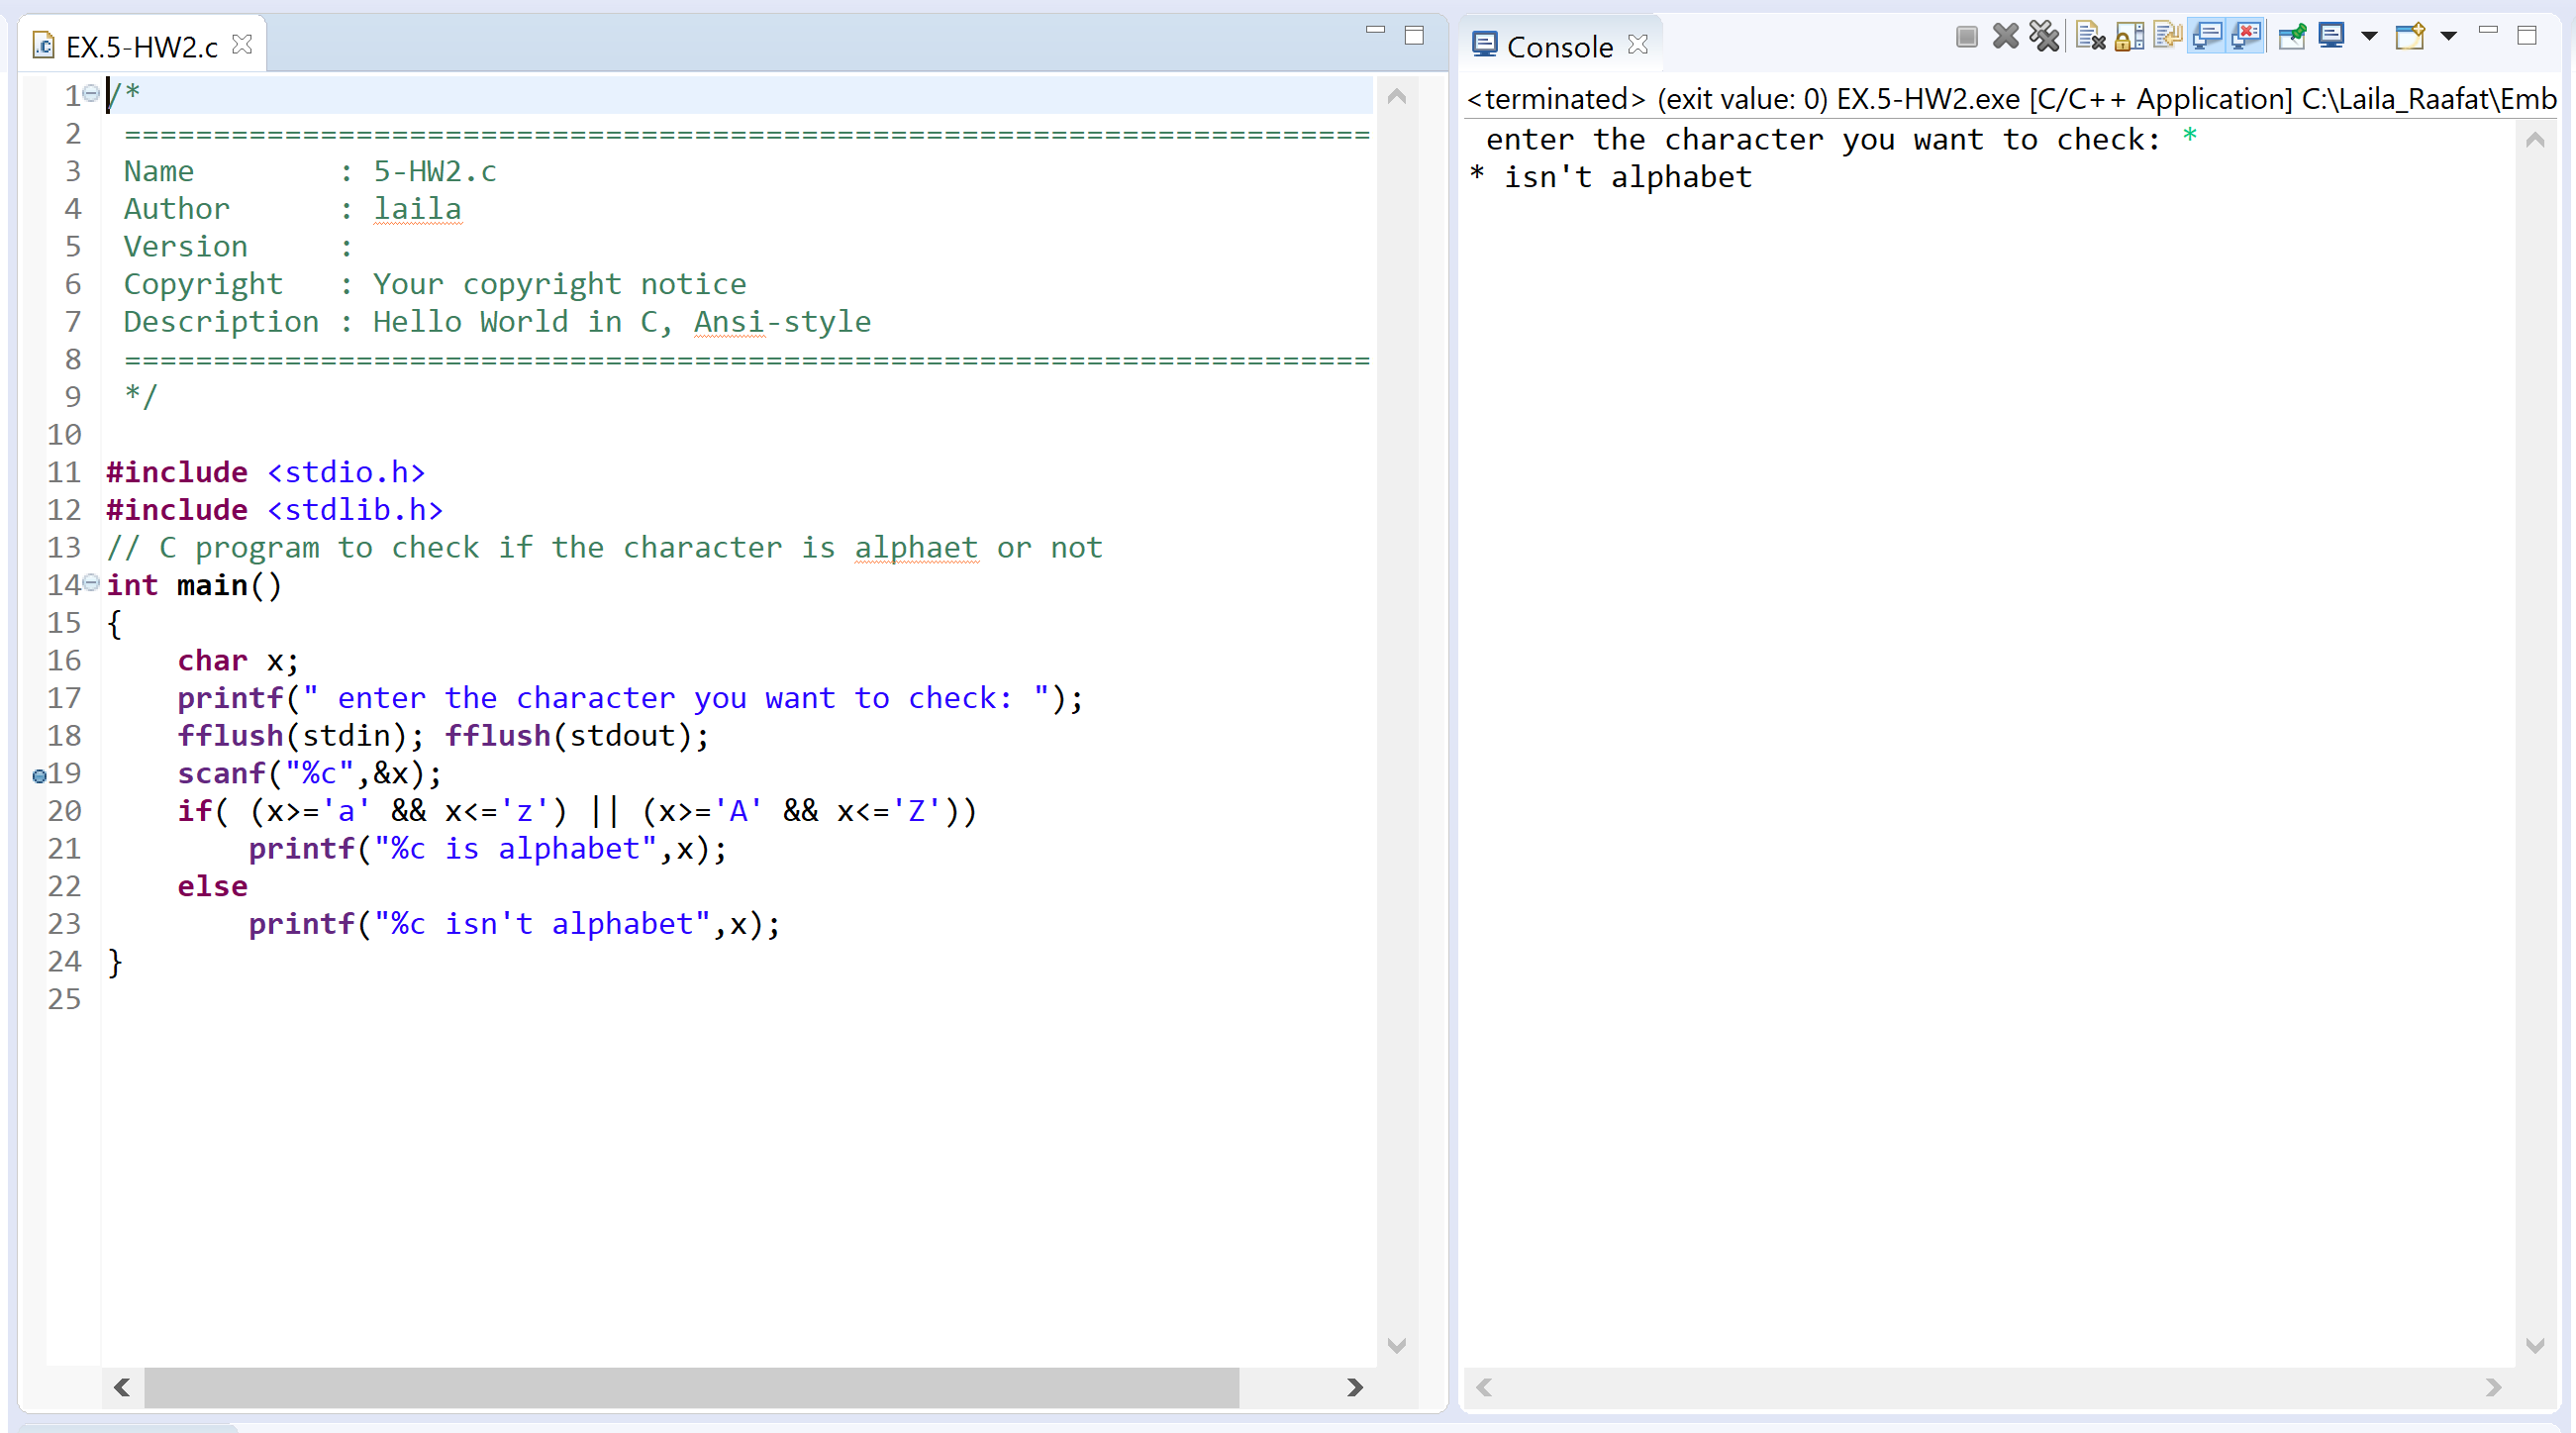 EX.5-HW2.c
1 /*
2  ======================================================================
3  Name        : 5-HW2.c
4  Author      : laila
5  Version     :
6  Copyright   : Your copyright notice
7  Description : Hello World in C, Ansi-style
8  ======================================================================
9  */
10
11 #include <stdio.h>
12 #include <stdlib.h>
13 // C program to check if the character is alphaet or not
14 int main()
15 {
16     char x;
17     printf(" enter the character you want to check: ");
18     fflush(stdin); fflush(stdout);
19     scanf("%c",&x);
20     if( (x>='a' && x<='z') || (x>='A' && x<='Z'))
21         printf("%c is alphabet",x);
22     else
23         printf("%c isn't alphabet",x);
24 }
25
Console
<terminated> (exit value: 0) EX.5-HW2.exe [C/C++ Application] C:\Laila_Raafat\Emb
 enter the character you want to check: *
* isn't alphabet